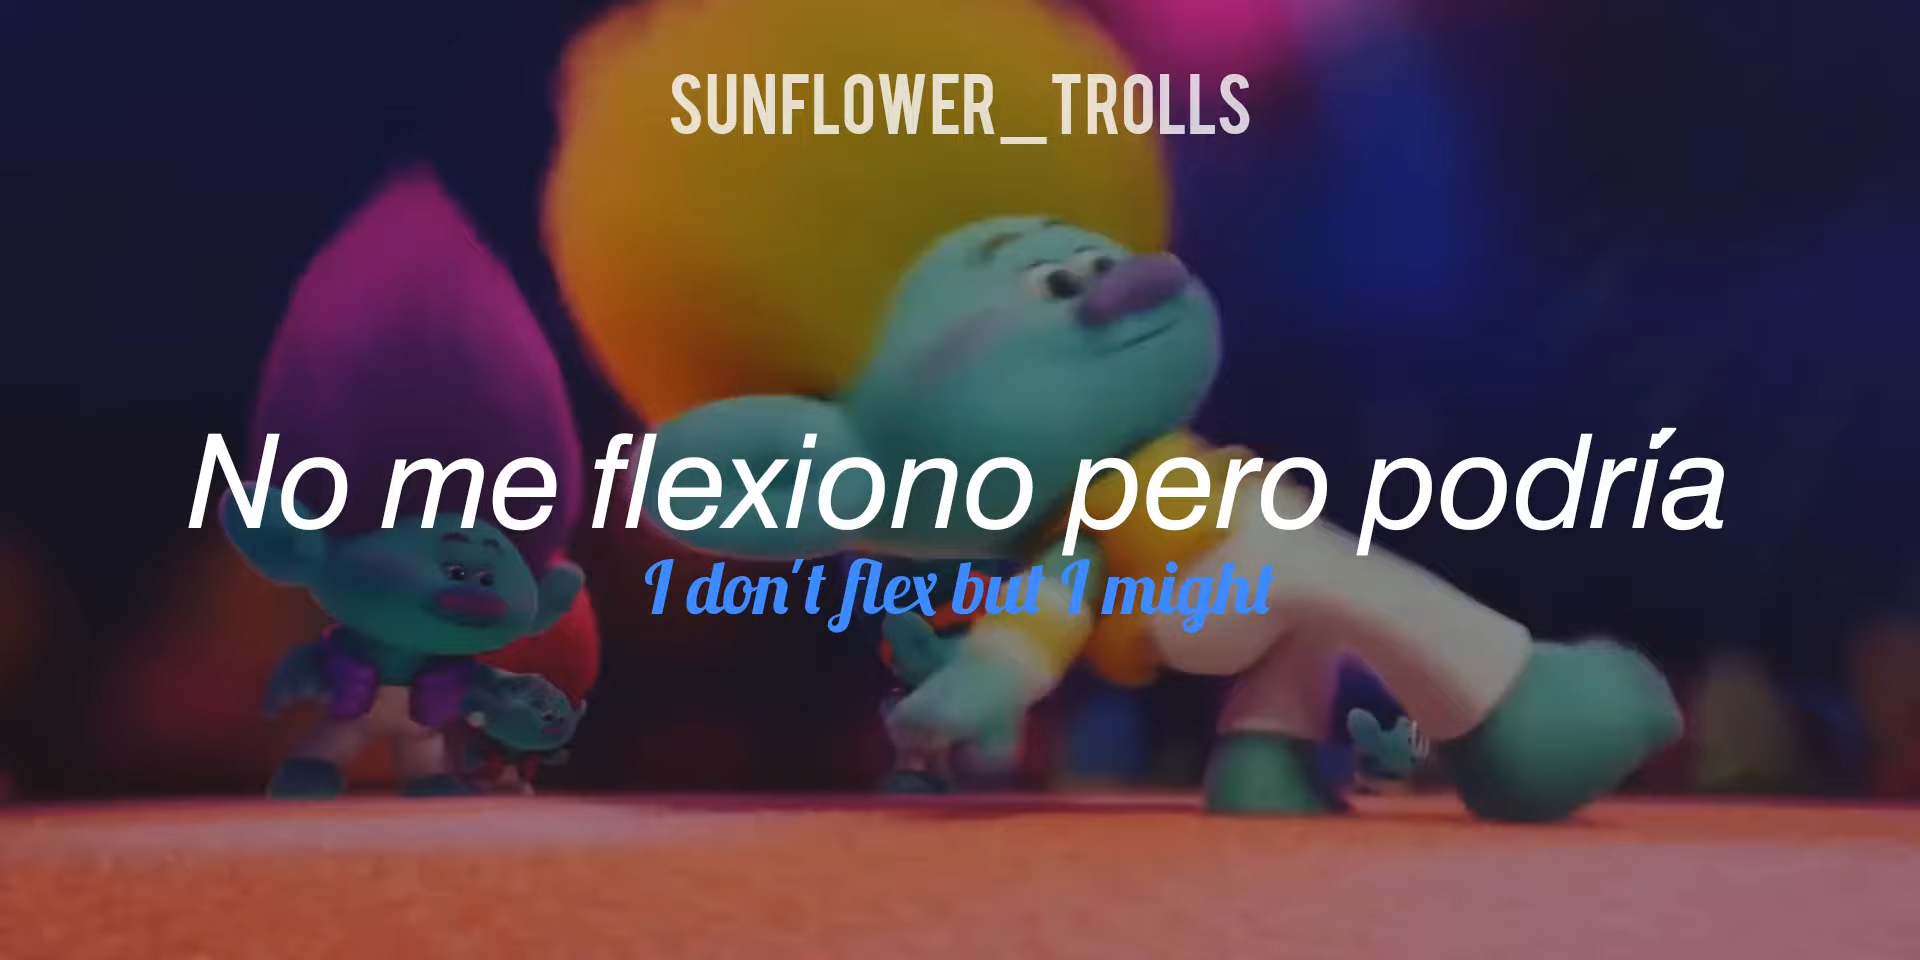 SUNFLOWER_TROLLS
No me flexiono pero podría
I don't flex but I might